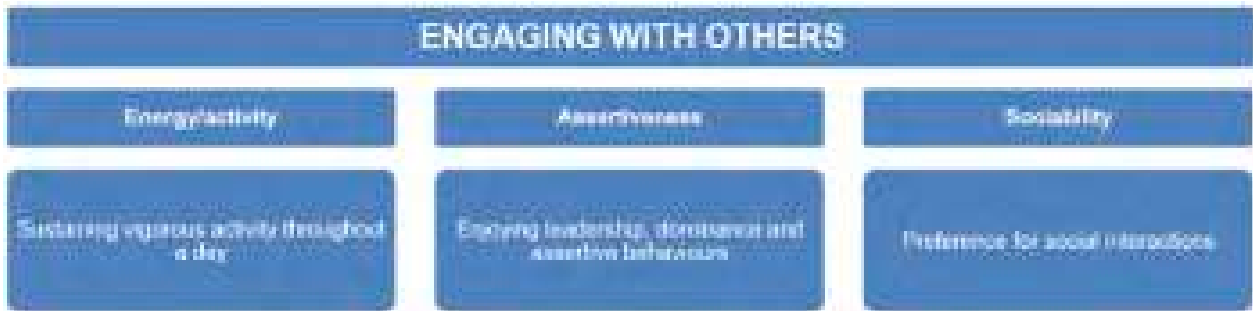 ENGAGING WITH OTHERS
Energy/activity
Assertiveness
Sociability
Sustaining vigorous activity throughout
a day
Enjoying leadership, dominance and
assertive behaviours
Preference for social interactions